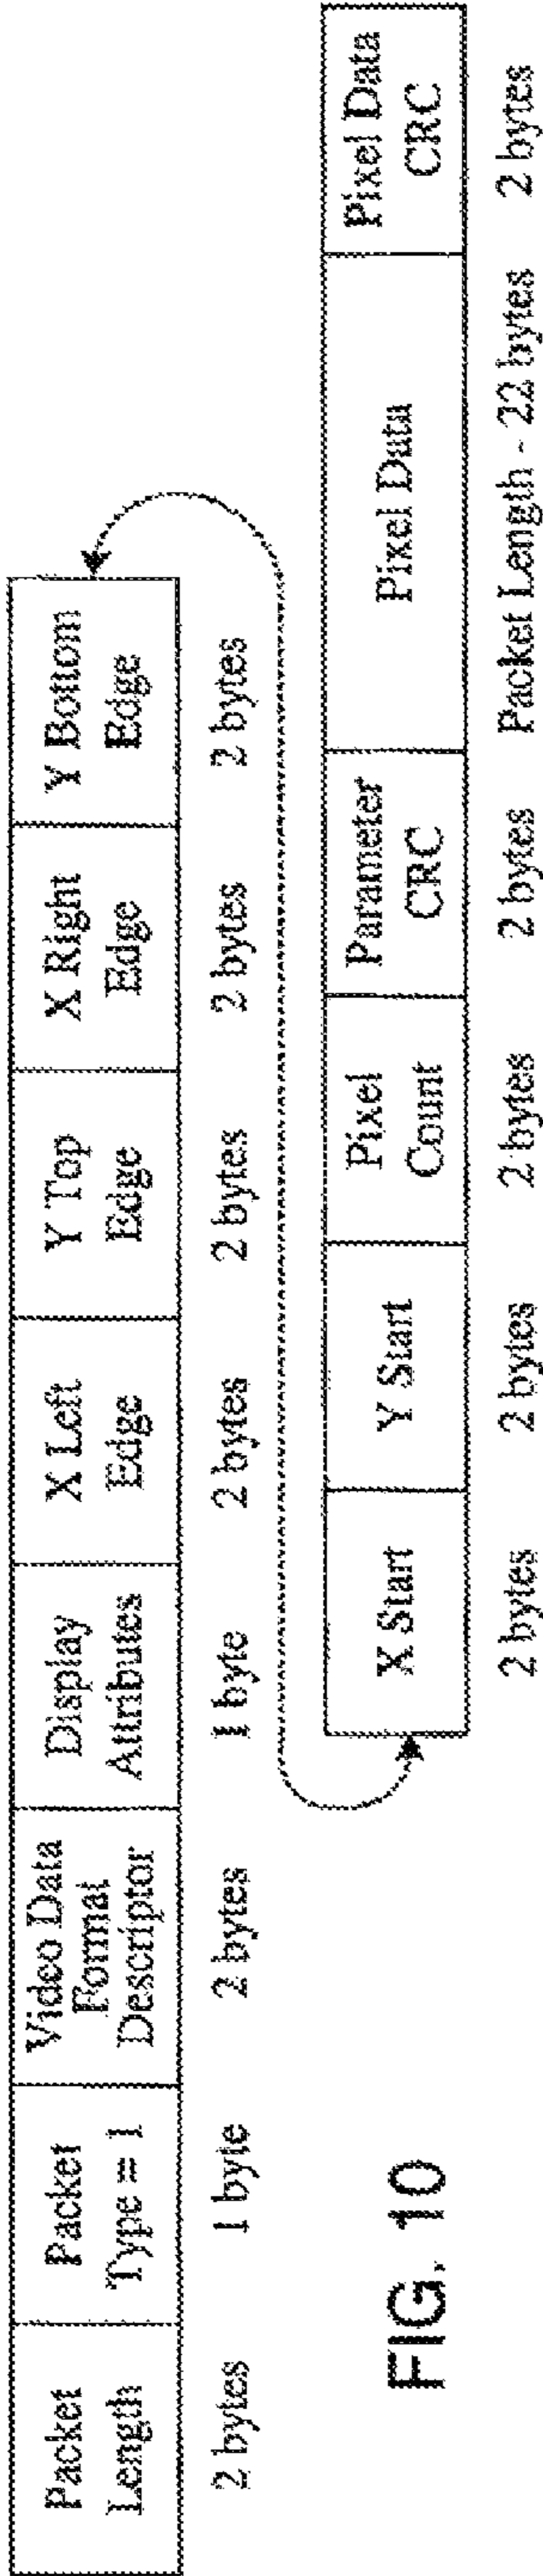 Packet
Length
2 bytes
Packet
Type = 1
1 byte
Video Data
Format
Descriptor
2 bytes
Display
Attributes
1 byte
X Left
Edge
2 bytes
Y Top
Edge
2 bytes
X Right
Edge
2 bytes
Y Bottom
Edge
2 bytes
X Start
2 bytes
Y Start
2 bytes
Pixel
Count
2 bytes
Parameter
CRC
2 bytes
Pixel Data
Packet Length - 22 bytes
Pixel Data
CRC
2 bytes
FIG. 10